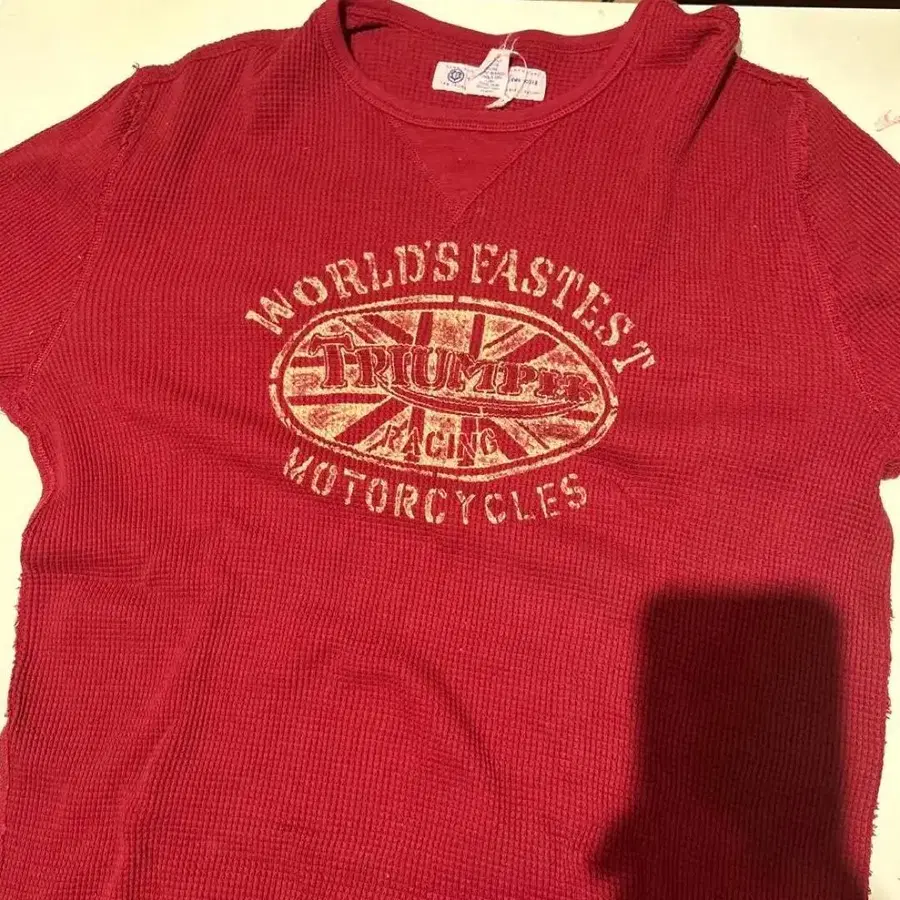 WORLD'S FASTEST
TRIUMPH
RACING
MOTORCYCLES